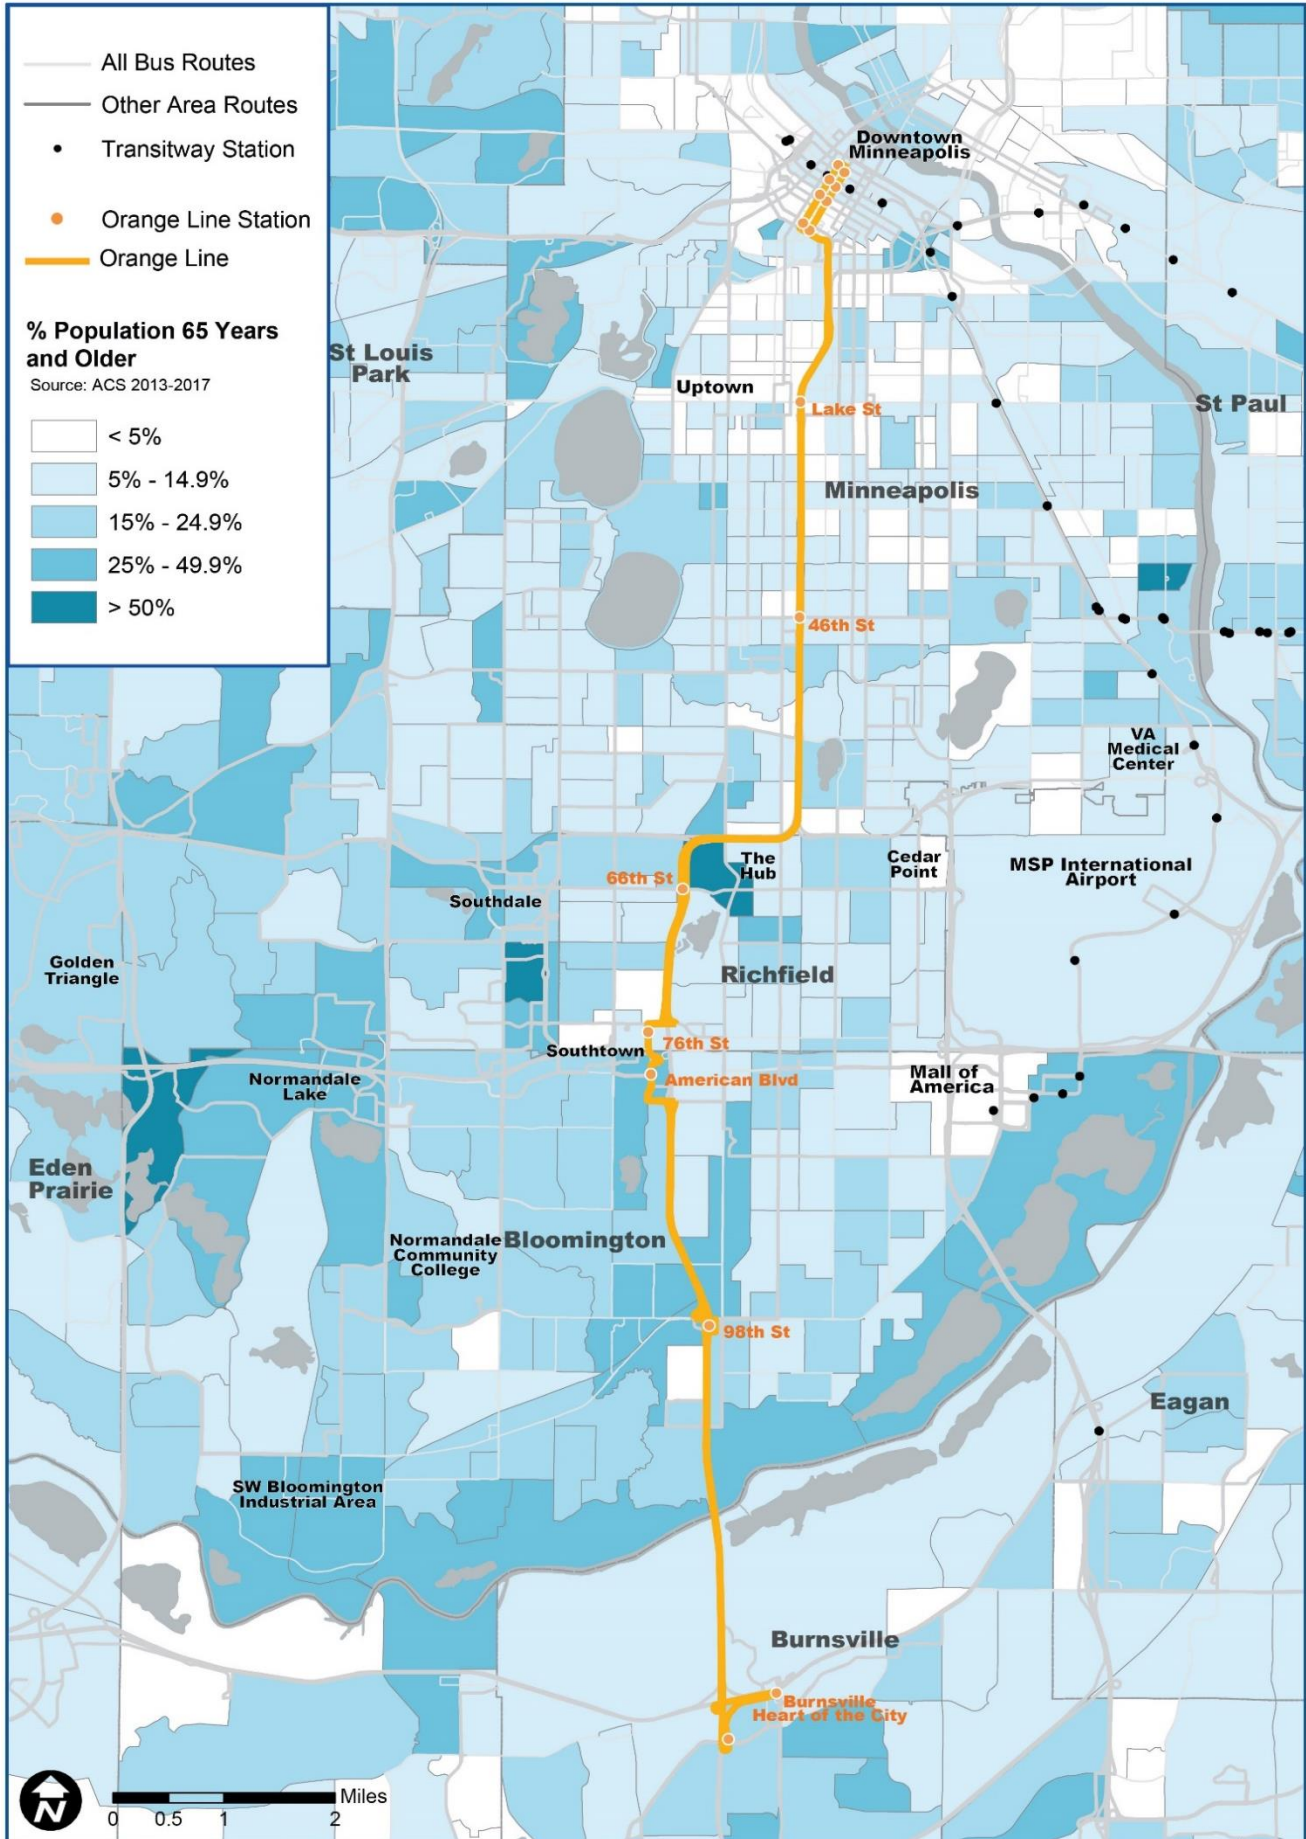 All Bus Routes
Other Area Routes
Transitway Station
Orange Line Station
Orange Line
% Population 65 Years
and Older
Source: ACS 2013-2017
< 5%
5% - 14.9%
15% - 24.9%
25% - 49.9%
> 50%
Downtown
Minneapolis
St Louis
Park
Uptown
Lake St
St Paul
Minneapolis
46th St
VA
Medical
Center
The
Hub
Cedar
Point
MSP International
Airport
66th St
Southdale
Golden
Triangle
Richfield
76th St
Southtown
American Blvd
Normandale
Lake
Mall of
America
Eden
Prairie
Normandale
Community
College
Bloomington
98th St
Eagan
SW Bloomington
Industrial Area
Burnsville
Burnsville
Heart of the City
N
Miles
0 0.5 1 2